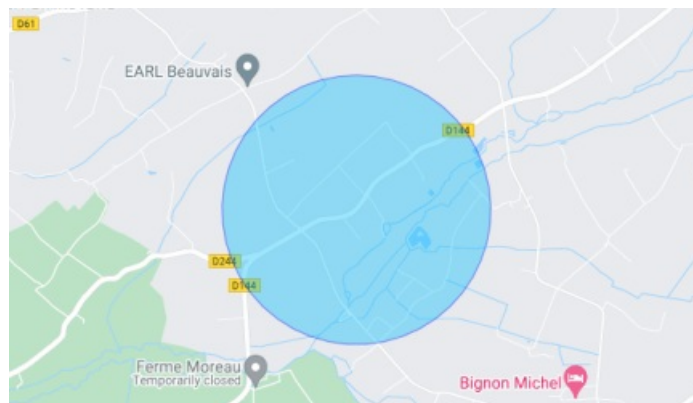 D61
EARL Beauvais
D144
D244
D144
Ferme Moreau
Temporarily closed
Bignon Michel